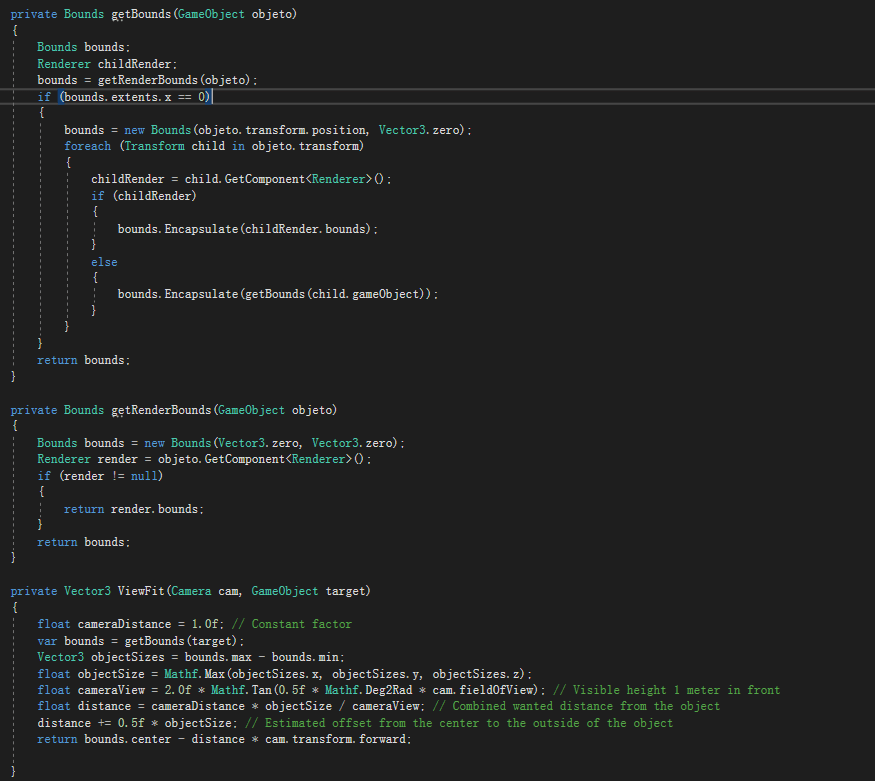 private Bounds getBounds(GameObject objeto)
{
    Bounds bounds;
    Renderer childRender;
    bounds = getRenderBounds(objeto);
    if (bounds.extents.x == 0)
    {
        bounds = new Bounds(objeto.transform.position, Vector3.zero);
        foreach (Transform child in objeto.transform)
        {
            childRender = child.GetComponent<Renderer>();
            if (childRender)
            {
                bounds.Encapsulate(childRender.bounds);
            }
            else
            {
                bounds.Encapsulate(getBounds(child.gameObject));
            }
        }
    }
    return bounds;
}

private Bounds getRenderBounds(GameObject objeto)
{
    Bounds bounds = new Bounds(Vector3.zero, Vector3.zero);
    Renderer render = objeto.GetComponent<Renderer>();
    if (render != null)
    {
        return render.bounds;
    }
    return bounds;
}

private Vector3 ViewFit(Camera cam, GameObject target)
{
    float cameraDistance = 1.0f; // Constant factor
    var bounds = getBounds(target);
    Vector3 objectSizes = bounds.max - bounds.min;
    float objectSize = Mathf.Max(objectSizes.x, objectSizes.y, objectSizes.z);
    float cameraView = 2.0f * Mathf.Tan(0.5f * Mathf.Deg2Rad * cam.fieldOfView); // Visible height 1 meter in front
    float distance = cameraDistance * objectSize / cameraView; // Combined wanted distance from the object
    distance += 0.5f * objectSize; // Estimated offset from the center to the outside of the object
    return bounds.center - distance * cam.transform.forward;

}